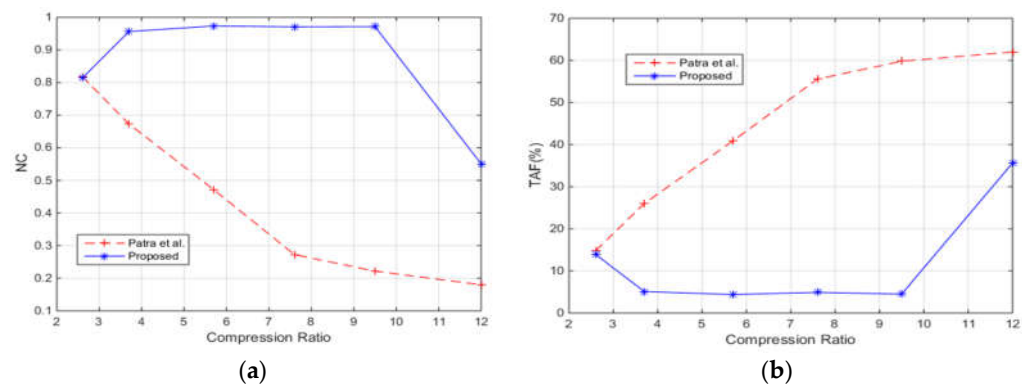 1
0.9
0.8
0.7
0.6
0.5
0.4
0.3
0.2
0.1
NC
Patra et al.
Proposed
2 3 4 5 6 7 8 9 10 11 12
Compression Ratio
(a)
70
60
50
40
30
20
10
0
TAF(%)
Patra et al.
Proposed
2 3 4 5 6 7 8 9 10 11 12
Compression Ratio
(b)